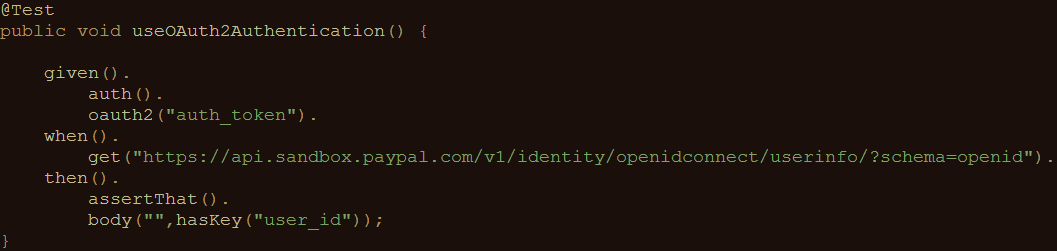 @Test
public void useOAuth2Authentication() {
given().
auth().
oauth2("auth_token").
when().
get("https://api.sandbox.paypal.com/v1/identity/openidconnect/userinfo/?schema=openid").
then().
assertThat().
body("",hasKey("user_id"));
}